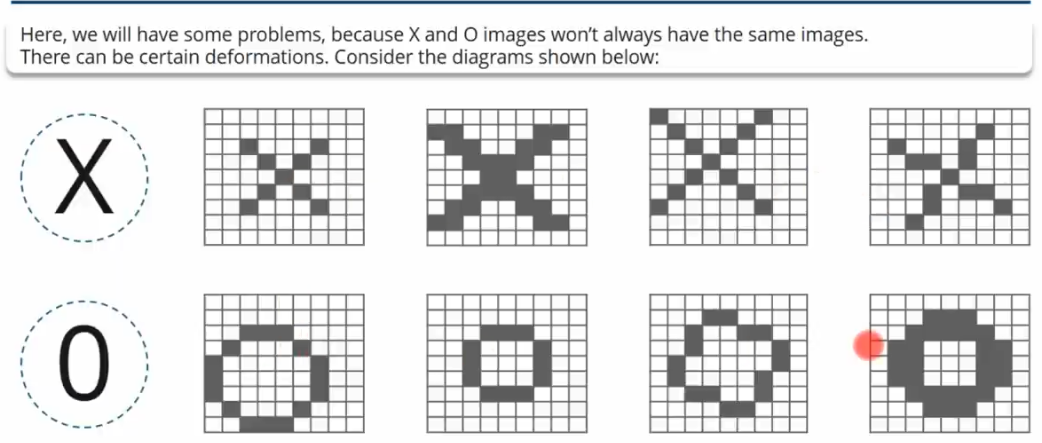 Here, we will have some problems, because X and O images won’t always have the same images.
There can be certain deformations. Consider the diagrams shown below:
X
O